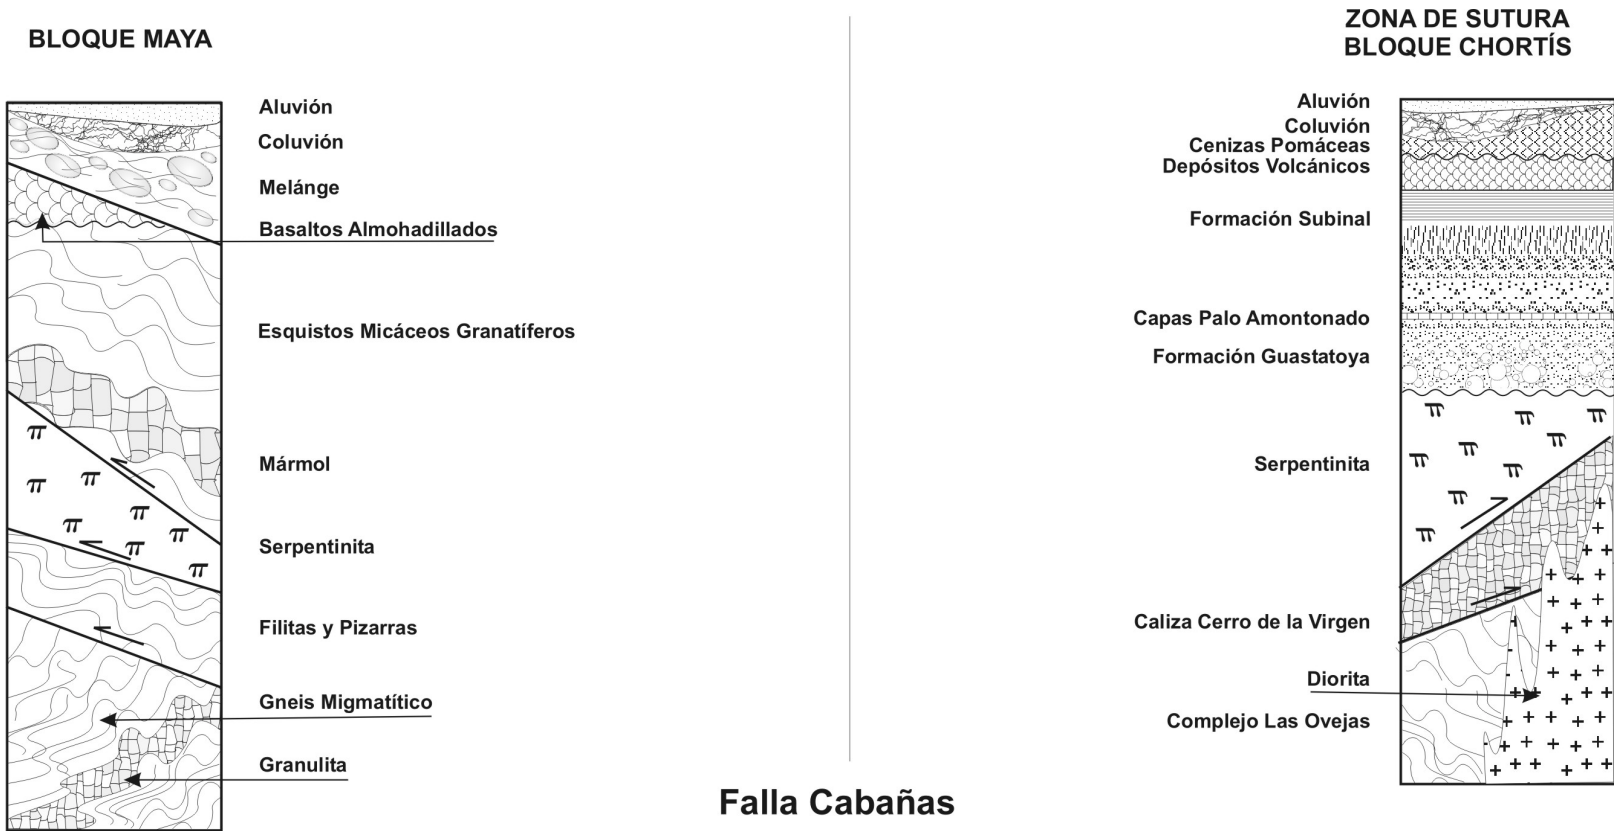 BLOQUE MAYA
Aluvión
Coluvión
Melánge
Basaltos Almohadillados
Esquistos Micáceos Granatíferos
Mármol
Serpentinita
Filitas y Pizarras
Gneis Migmatítico
Granulita
ZONA DE SUTURA
BLOQUE CHORTÍS
Aluvión
Coluvión
Cenizas Pomáceas
Depósitos Volcánicos
Formación Subinal
Capas Palo Amontonado
Formación Guastatoya
Serpentinita
Caliza Cerro de la Virgen
Diorita
Complejo Las Ovejas
Falla Cabañas